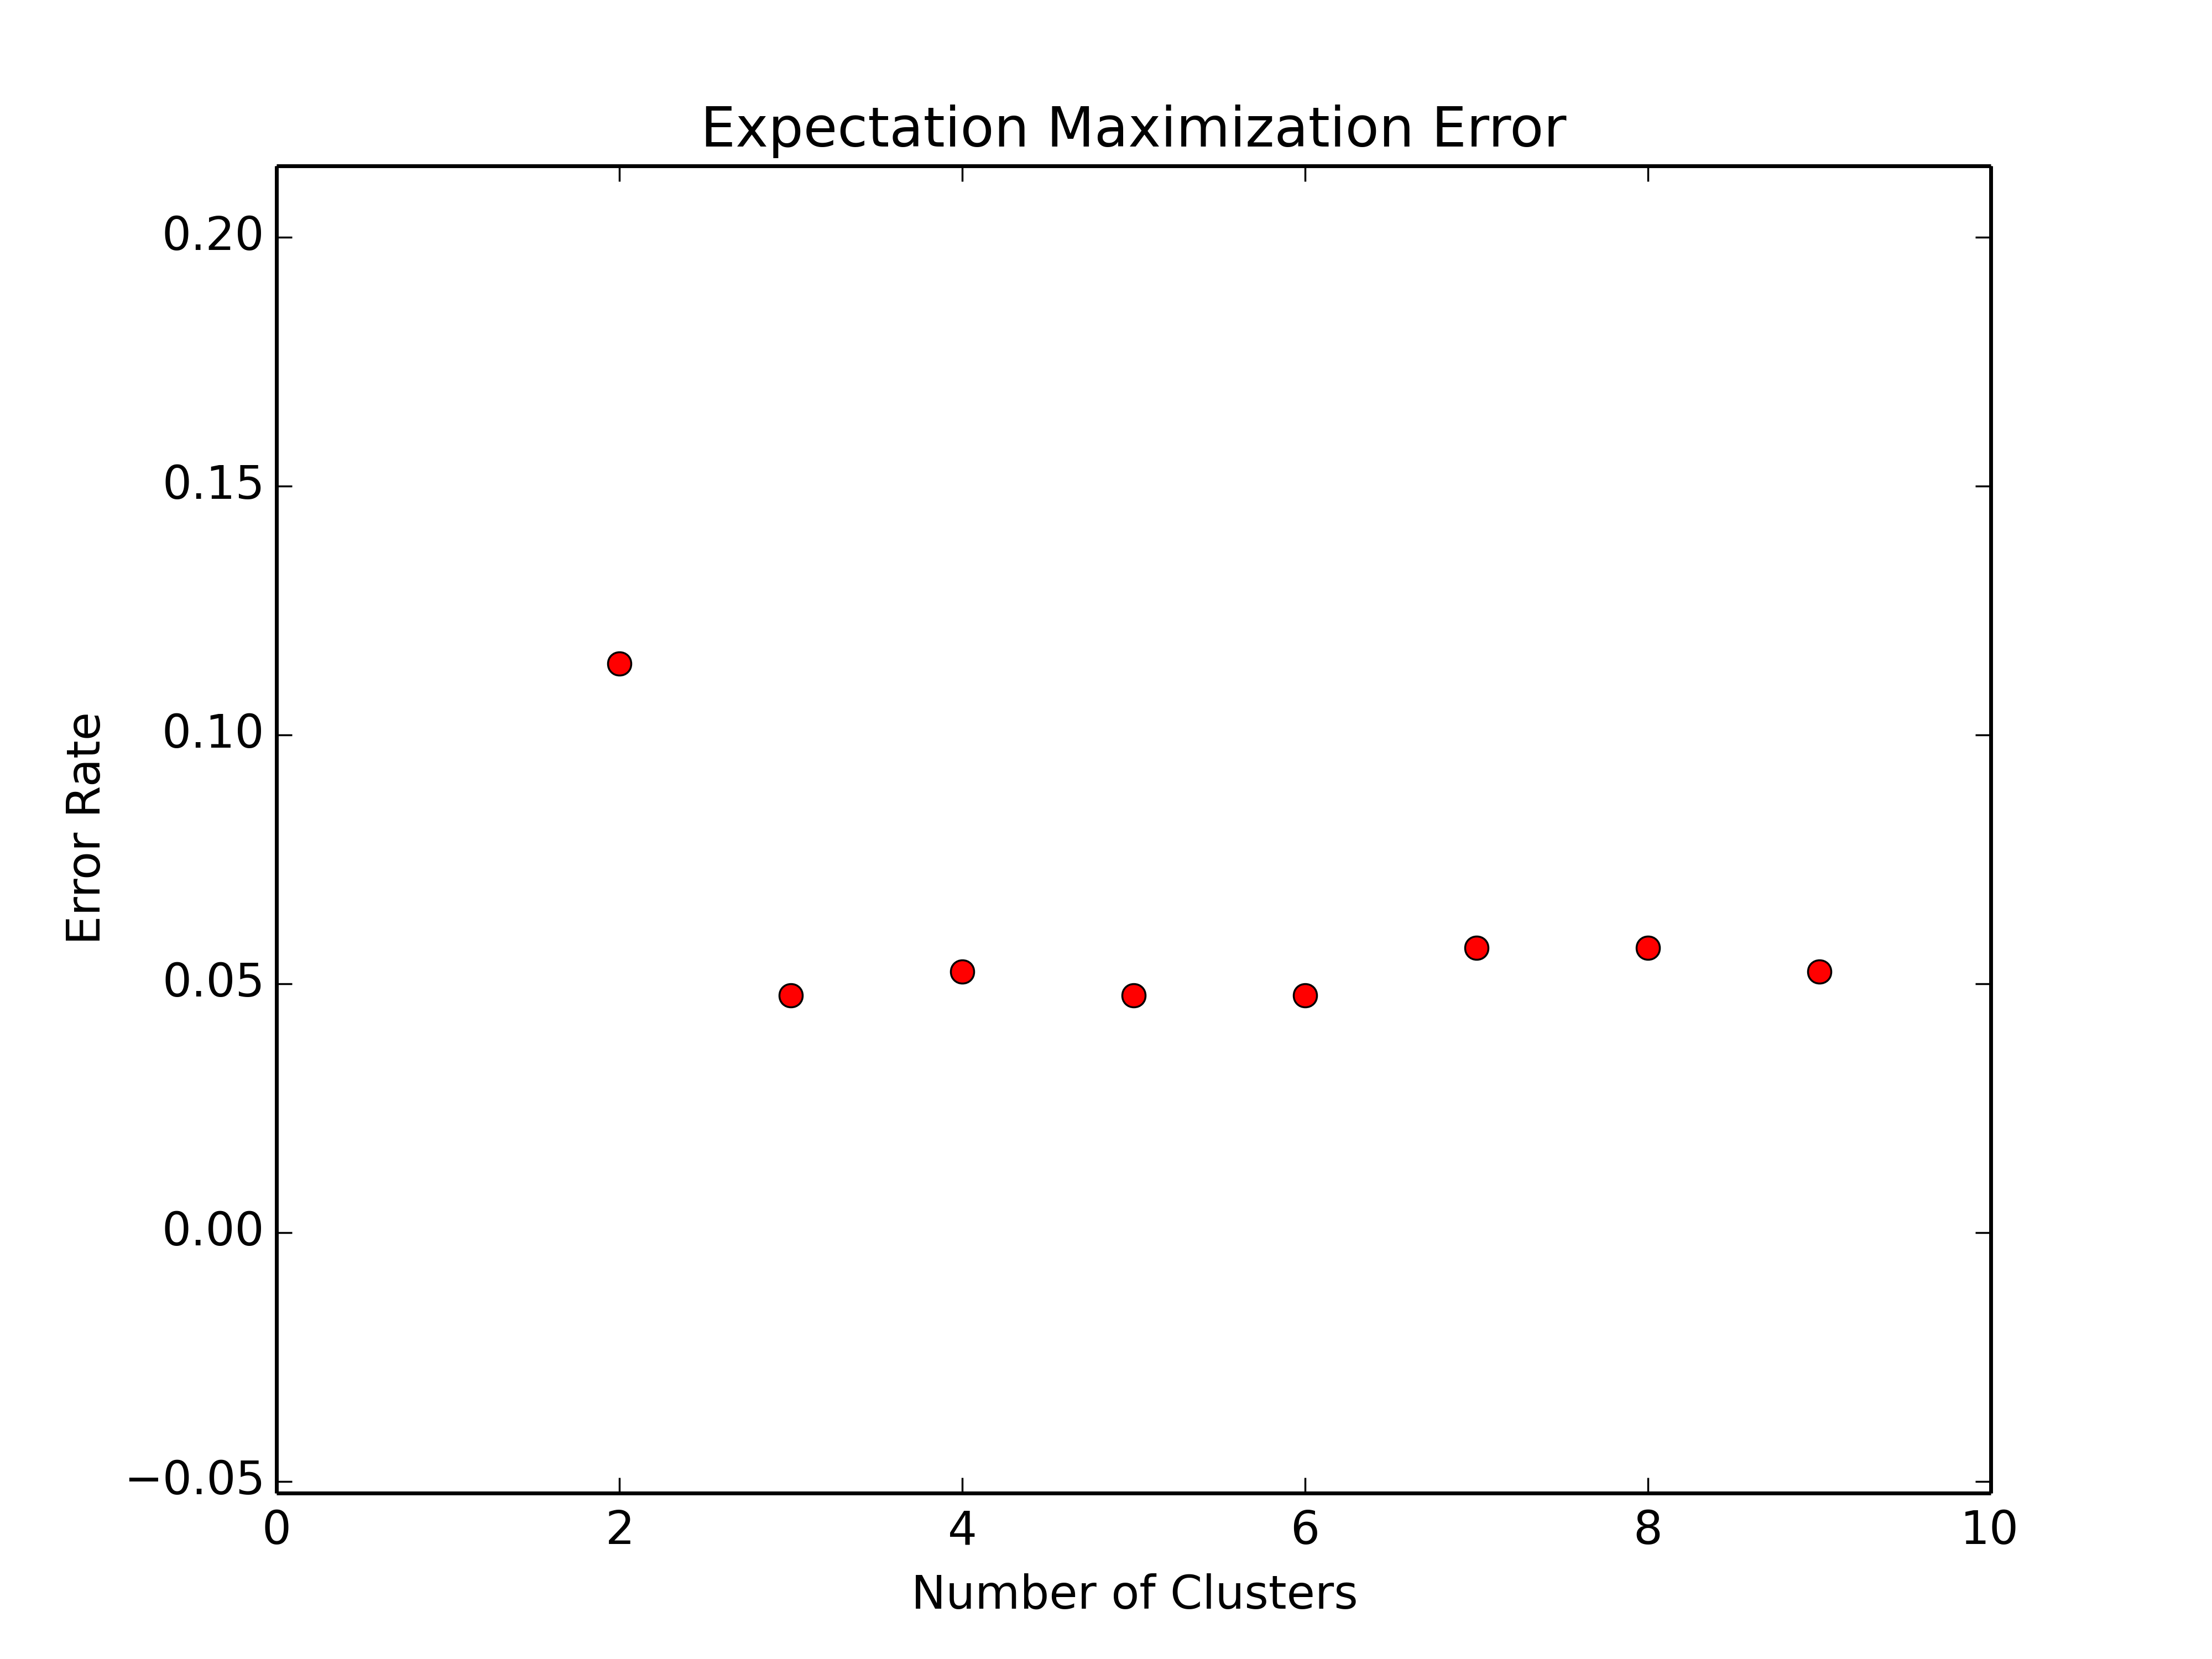 Expectation Maximization Error
0.20
0.15
0.10
0.05
0.00
−0.05
Error Rate
0 2 4 6 8 10
Number of Clusters